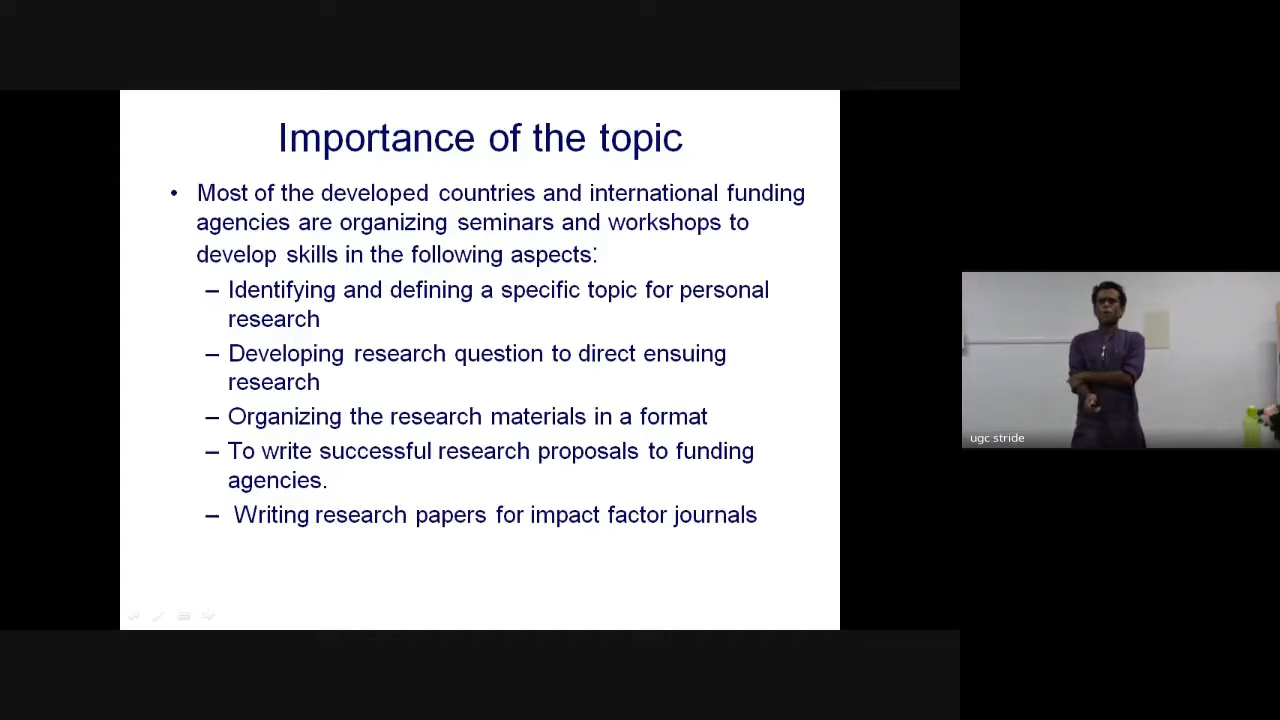 Importance of the topic
• Most of the developed countries and international funding
agencies are organizing seminars and workshops to
develop skills in the following aspects:
– Identifying and defining a specific topic for personal
research
– Developing research question to direct ensuing
research
– Organizing the research materials in a format
– To write successful research proposals to funding
agencies.
– Writing research papers for impact factor journals
ugc stride